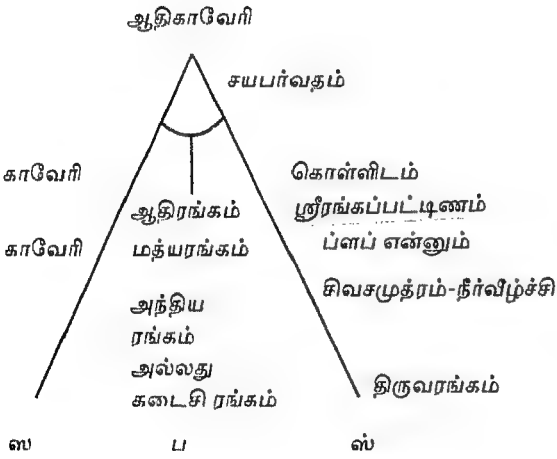 ஆதிகாவேரி
சயபர்வதம்
காவேரி
கொள்ளிடம்
ஆதிரங்கம்
ஸ்ரீரங்கப்பட்டிணம்
காவேரி
மத்யரங்கம்
ப்ளப் என்னும்
சிவசமுத்ரம்-நீர்வீழ்ச்சி
அந்திய
ரங்கம்
அல்லது
கடைசி ரங்கம்
திருவரங்கம்
ஸ ப ஸ்